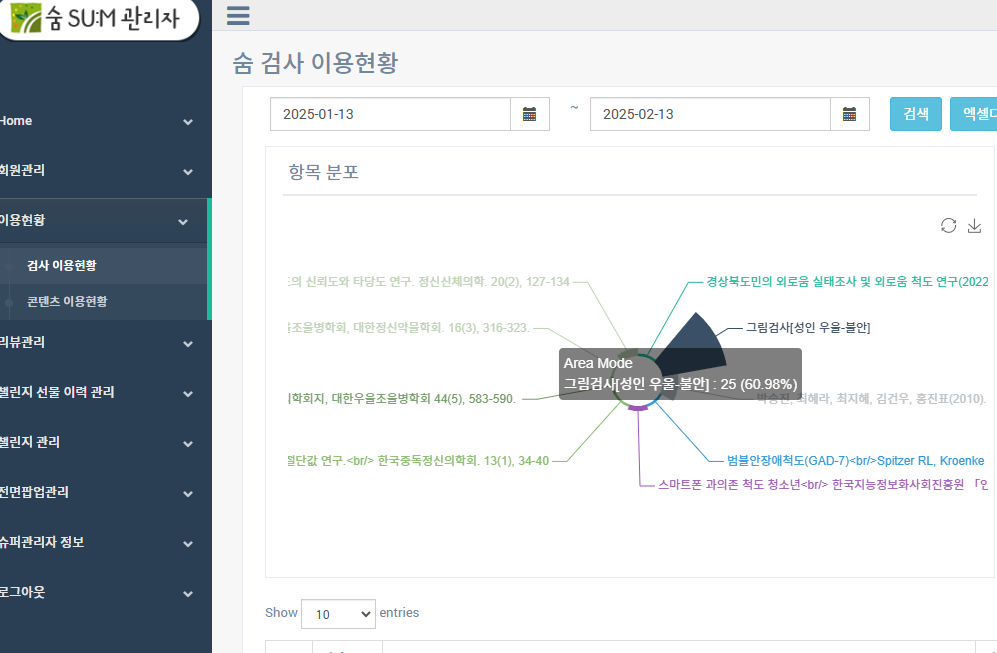 숨 SU:M 관리자
숨 검사 이용현황
2025-01-13
~
2025-02-13
검색
엑셀다
Home
회원관리
이용현황
검사 이용현황
콘텐츠 이용현황
리뷰관리
챌린지 선물 이력 관리
챌린지 관리
전면팝업관리
슈퍼관리자 정보
로그아웃
항목 분포
의 신뢰도와 타당도 연구. 정신신체의학. 20(2), 127-134
경상북도민의 외로움 실태조사 및 외로움 척도 연구(2022
울조울병학회, 대한정신약물학회. 16(3), 316-323.
그림검사[성인 우울-불안]
Area Mode
그림검사[성인 우울-불안] : 25 (60.98%)
의학회지, 대한우울조울병학회 44(5), 583-590.
박승진, 최혜라, 최지혜, 김건우, 홍진표(2010).
절단값 연구.<br/> 한국중독정신의학회. 13(1), 34-40
범불안장애척도(GAD-7)<br/>Spitzer RL, Kroenke
스마트폰 과의존 척도 청소년<br/> 한국지능정보화사회진흥원 「인
Show 10 entries